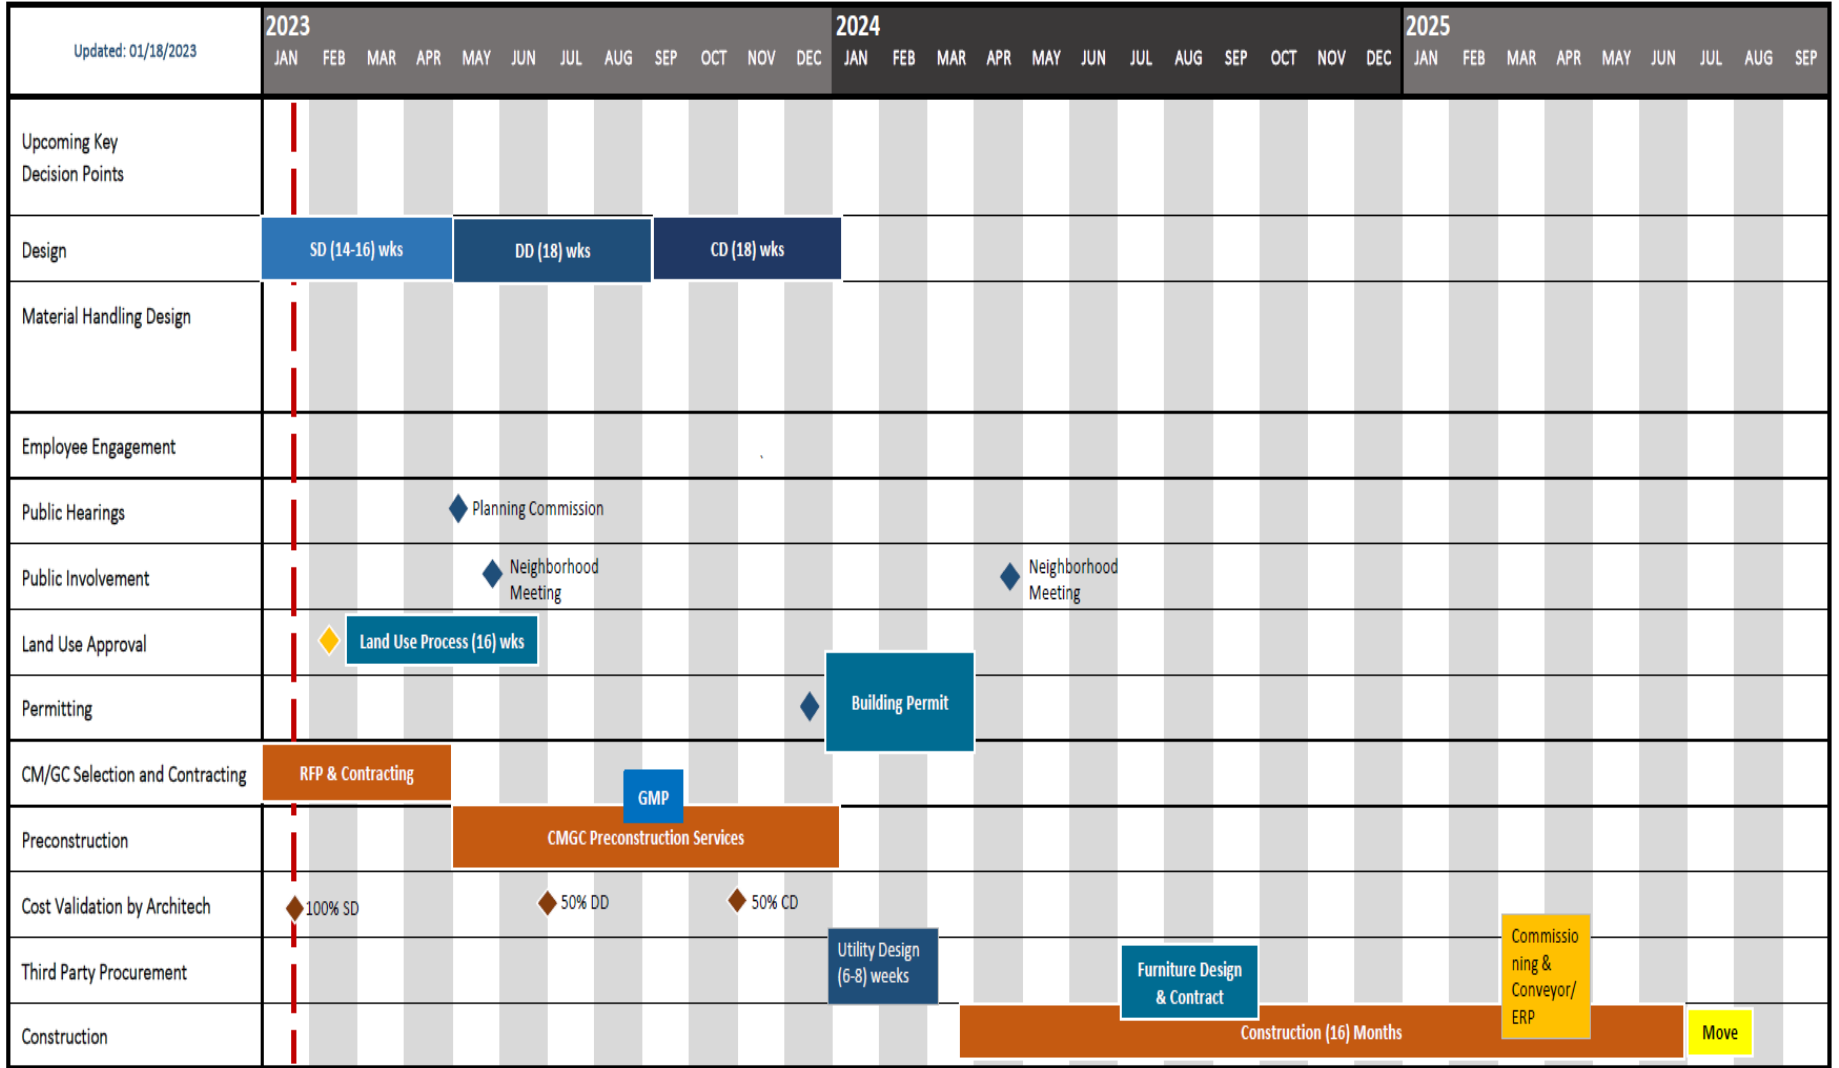 2023
2024
2025
Updated: 01/18/2023
JAN FEB MAR APR MAY JUN JUL AUG SEP OCT NOV DEC JAN FEB MAR APR MAY JUN JUL AUG SEP OCT NOV DEC JAN FEB MAR APR MAY JUN JUL AUG SEP
Upcoming Key
Decision Points
Design
SD (14-16) wks
DD (18) wks
CD (18) wks
Material Handling Design
Employee Engagement
Public Hearings
Planning Commission
Public Involvement
Neighborhood
Meeting
Neighborhood
Meeting
Land Use Approval
Land Use Process (16) wks
Permitting
Building Permit
CM/GC Selection and Contracting
RFP & Contracting
GMP
Preconstruction
CMGC Preconstruction Services
Cost Validation by Architech
100% SD
50% DD
50% CD
Third Party Procurement
Utility Design
(6-8) weeks
Furniture Design
& Contract
Commissio
ning &
Conveyor/
ERP
Construction
Construction (16) Months
Move